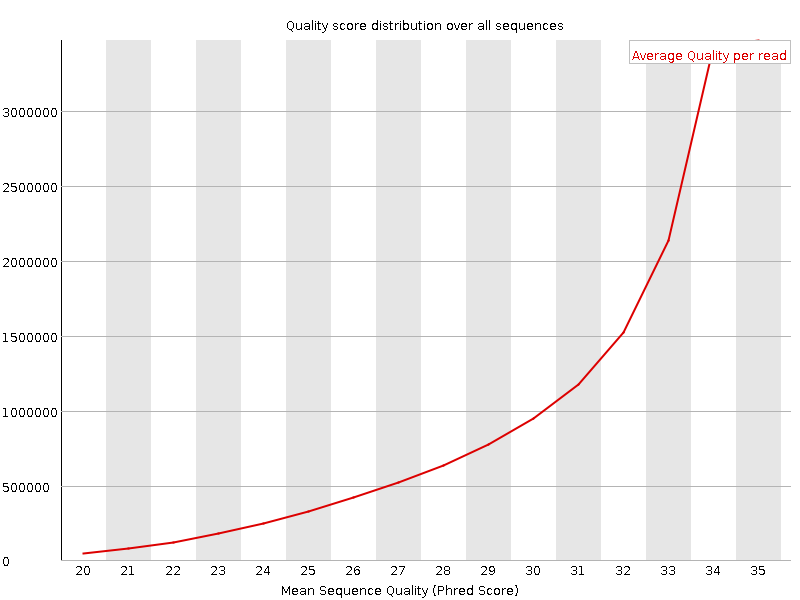 Quality score distribution over all sequences
Average Quality per read
3000000
2500000
2000000
1500000
1000000
500000
0
20 21 22 23 24 25 26 27 28 29 30 31 32 33 34 35
Mean Sequence Quality (Phred Score)